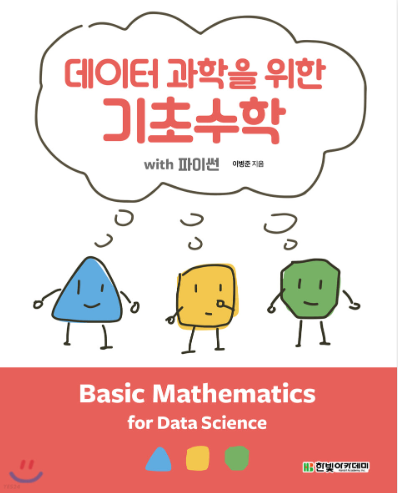 데이터 과학을 위한
기초수학
with 파이썬 이병준 지음
Basic Mathematics
for Data Science
한빛아카데미